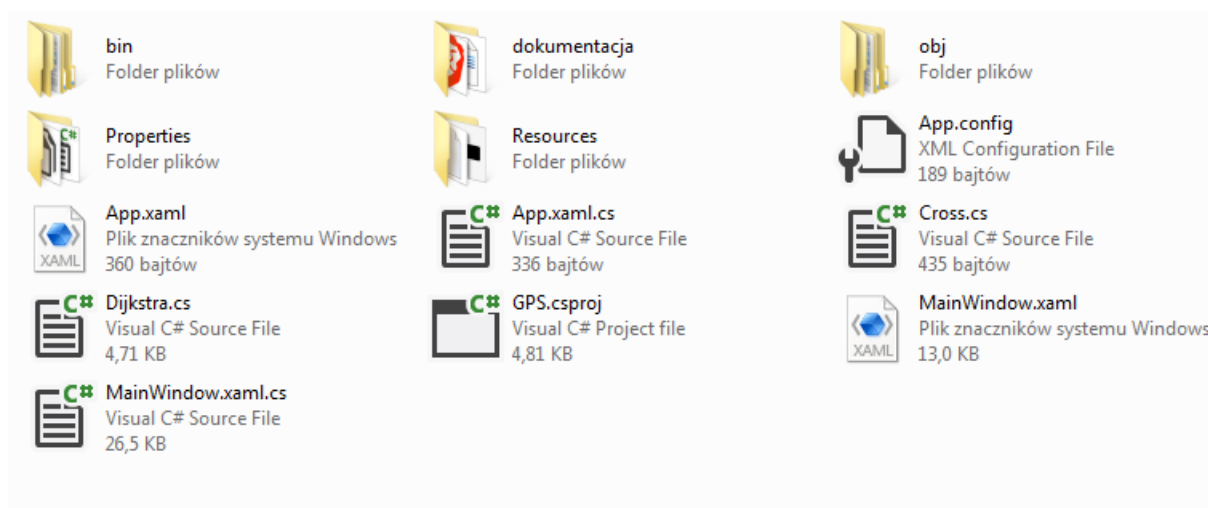 bin
Folder plików
dokumentacja
Folder plików
obj
Folder plików
Properties
Folder plików
Resources
Folder plików
App.config
XML Configuration File
189 bajtów
App.xaml
Plik znaczników systemu Windows
360 bajtów
App.xaml.cs
Visual C# Source File
336 bajtów
Cross.cs
Visual C# Source File
435 bajtów
Dijkstra.cs
Visual C# Source File
4,71 KB
GPS.csproj
Visual C# Project file
4,81 KB
MainWindow.xaml
Plik znaczników systemu Windows
13,0 KB
MainWindow.xaml.cs
Visual C# Source File
26,5 KB